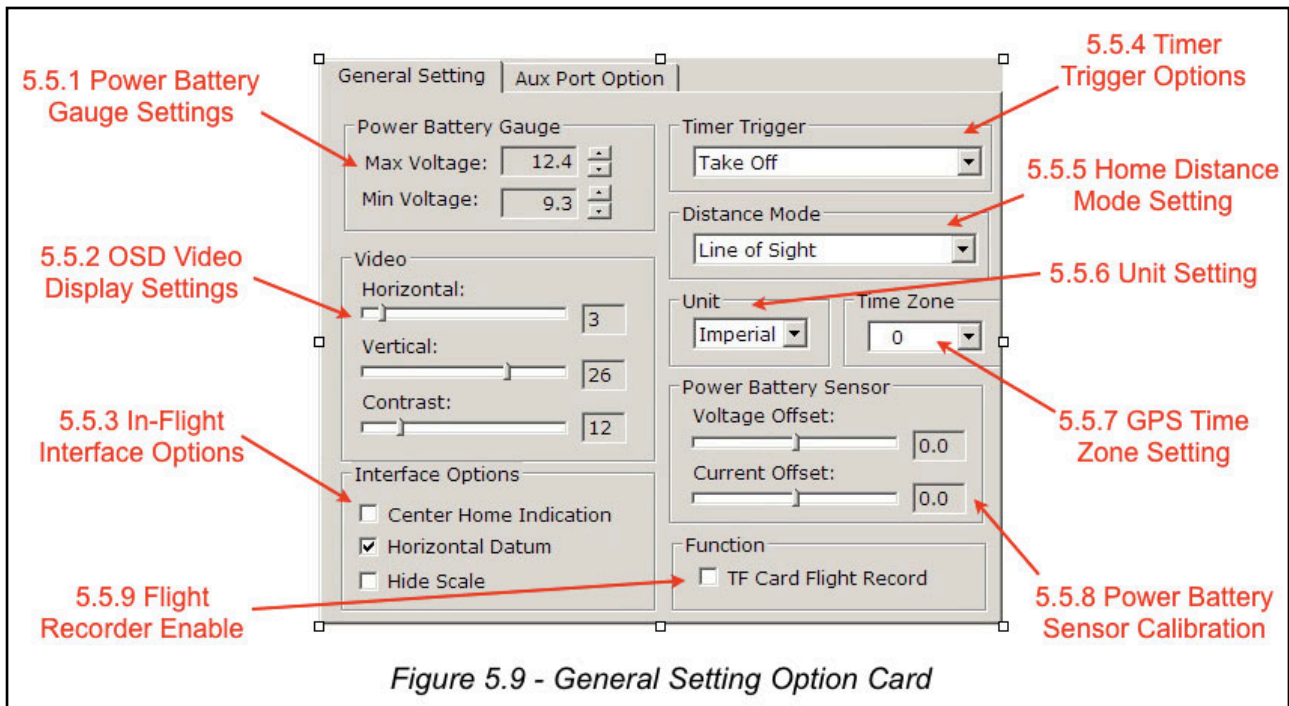 5.5.1 Power Battery
Gauge Settings
5.5.2 OSD Video
Display Settings
5.5.3 In-Flight
Interface Options
5.5.9 Flight
Recorder Enable
General Setting
Aux Port Option
Power Battery Gauge
Max Voltage: 12.4
Min Voltage: 9.3
Video
Horizontal:
3
Vertical:
26
Contrast:
12
Interface Options
Center Home Indication
Horizontal Datum
Hide Scale
Timer Trigger
Take Off
Distance Mode
Line of Sight
Unit
Imperial
Time Zone
0
Power Battery Sensor
Voltage Offset:
0.0
Current Offset:
0.0
Function
TF Card Flight Record
5.5.4 Timer
Trigger Options
5.5.5 Home Distance
Mode Setting
5.5.6 Unit Setting
5.5.7 GPS Time
Zone Setting
5.5.8 Power Battery
Sensor Calibration
Figure 5.9 - General Setting Option Card